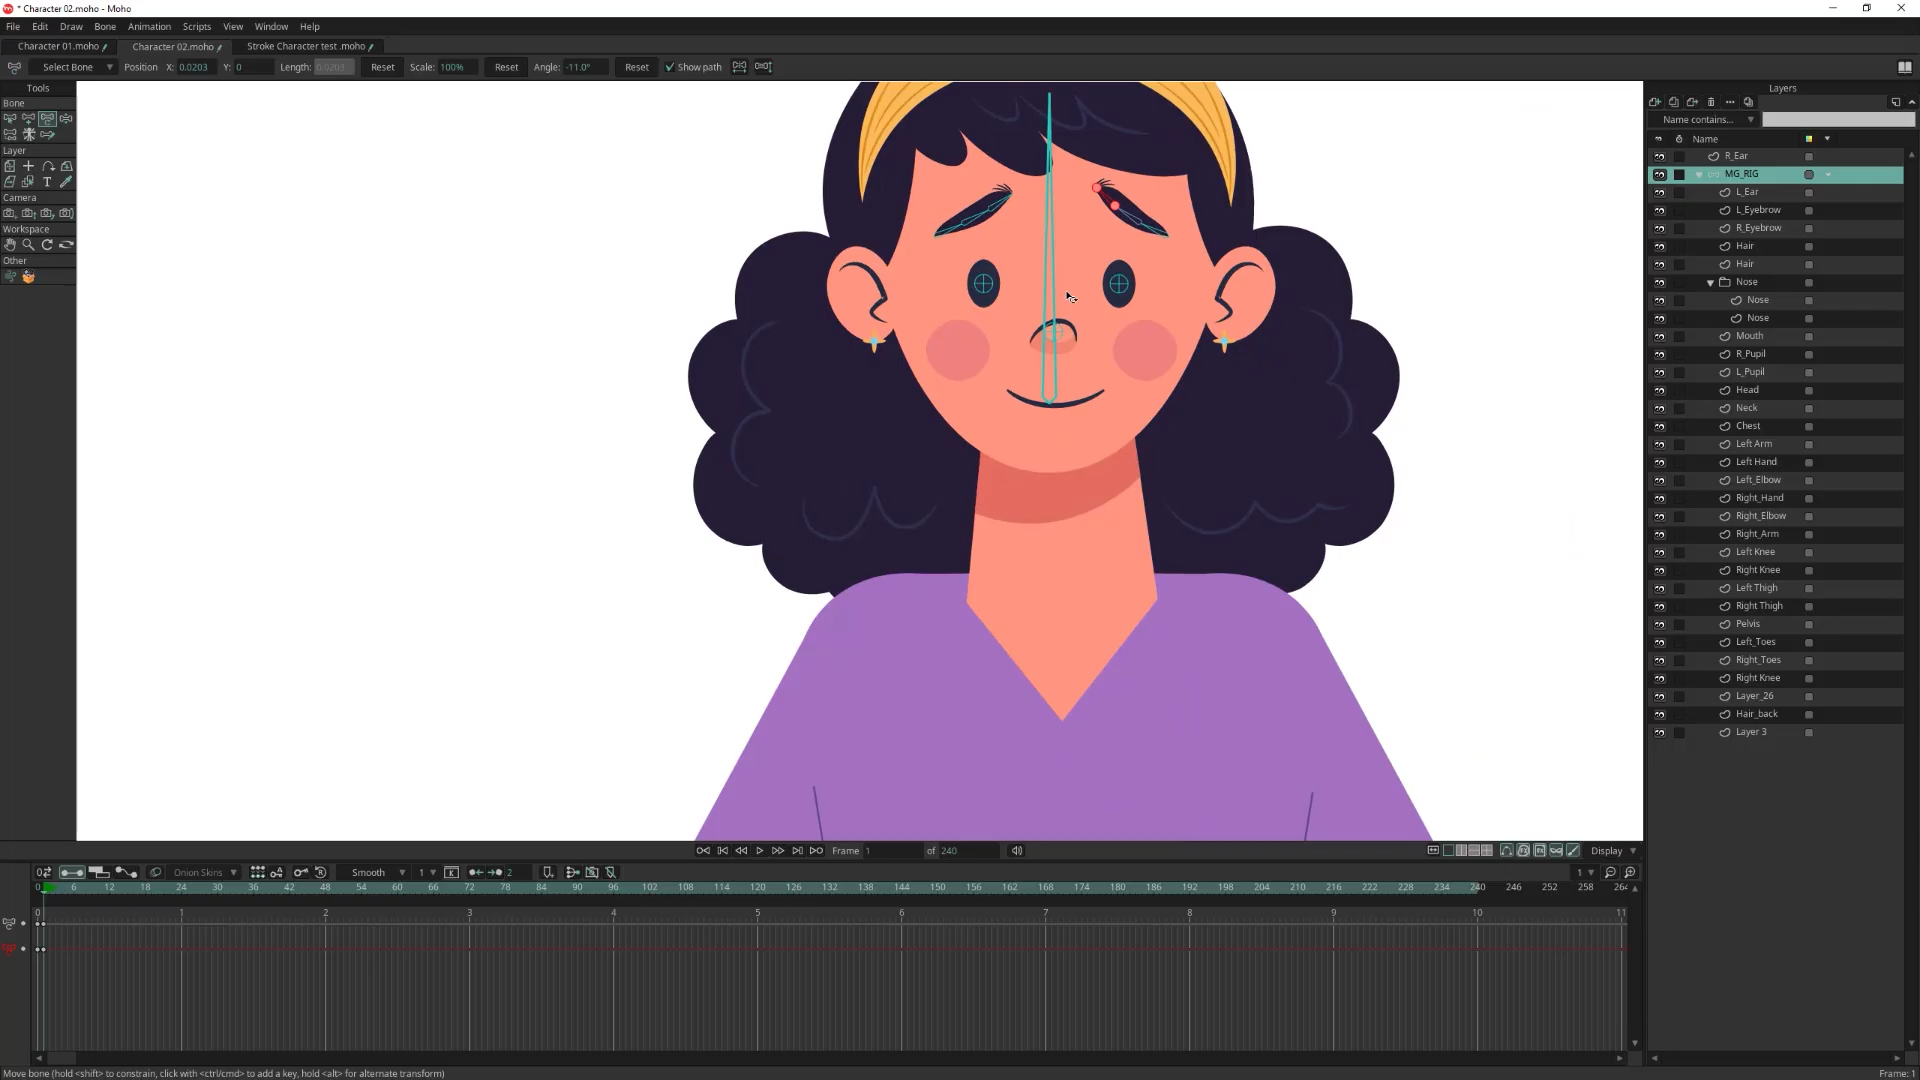 * Character 02.moho - Moho
File Edit Draw Bone Animation Scripts View Window Help
Character 01.moho Character 02.moho Stroke Character test .moho
Select Bone Position X: 0.0203 Y: 0 Length: 0.0203 Reset Scale: 100% Reset Angle: -11.0° Reset Show path
Tools
Bone
Layer
Camera
Workspace
Other
Layers
Name contains...
Name
R_Ear
MG_RIG
L_Ear
L_Eyebrow
R_Eyebrow
Hair
Hair
Nose
Nose
Nose
Mouth
R_Pupil
L_Pupil
Head
Neck
Chest
Left Arm
Left Hand
Left_Elbow
Right_Hand
Right_Elbow
Right_Arm
Left Knee
Right Knee
Left Thigh
Right Thigh
Pelvis
Left_Toes
Right_Toes
Right Knee
Layer_26
Hair_back
Layer 3
Frame 1 of 240 Display
Onion Skins Smooth 1 2 1
0 6 12 18 24 30 36 42 48 54 60 66 72 78 84 90 96 102 108 114 120 126 132 138 144 150 156 162 168 174 180 186 192 198 204 210 216 222 228 234 240 246 252 258 264
0 1 2 3 4 5 6 7 8 9 10 11
Move bone (hold <shift> to constrain, click with <ctrl/cmd> to add a key, hold <alt> for alternate transform) Frame: 1